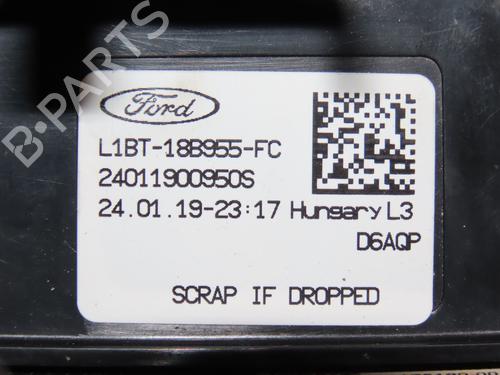 B-PARTS
Ford
L1BT-18B955-FC
24011900950S
24.01.19-23:17 Hungary L3
D6AQP
SCRAP IF DROPPED